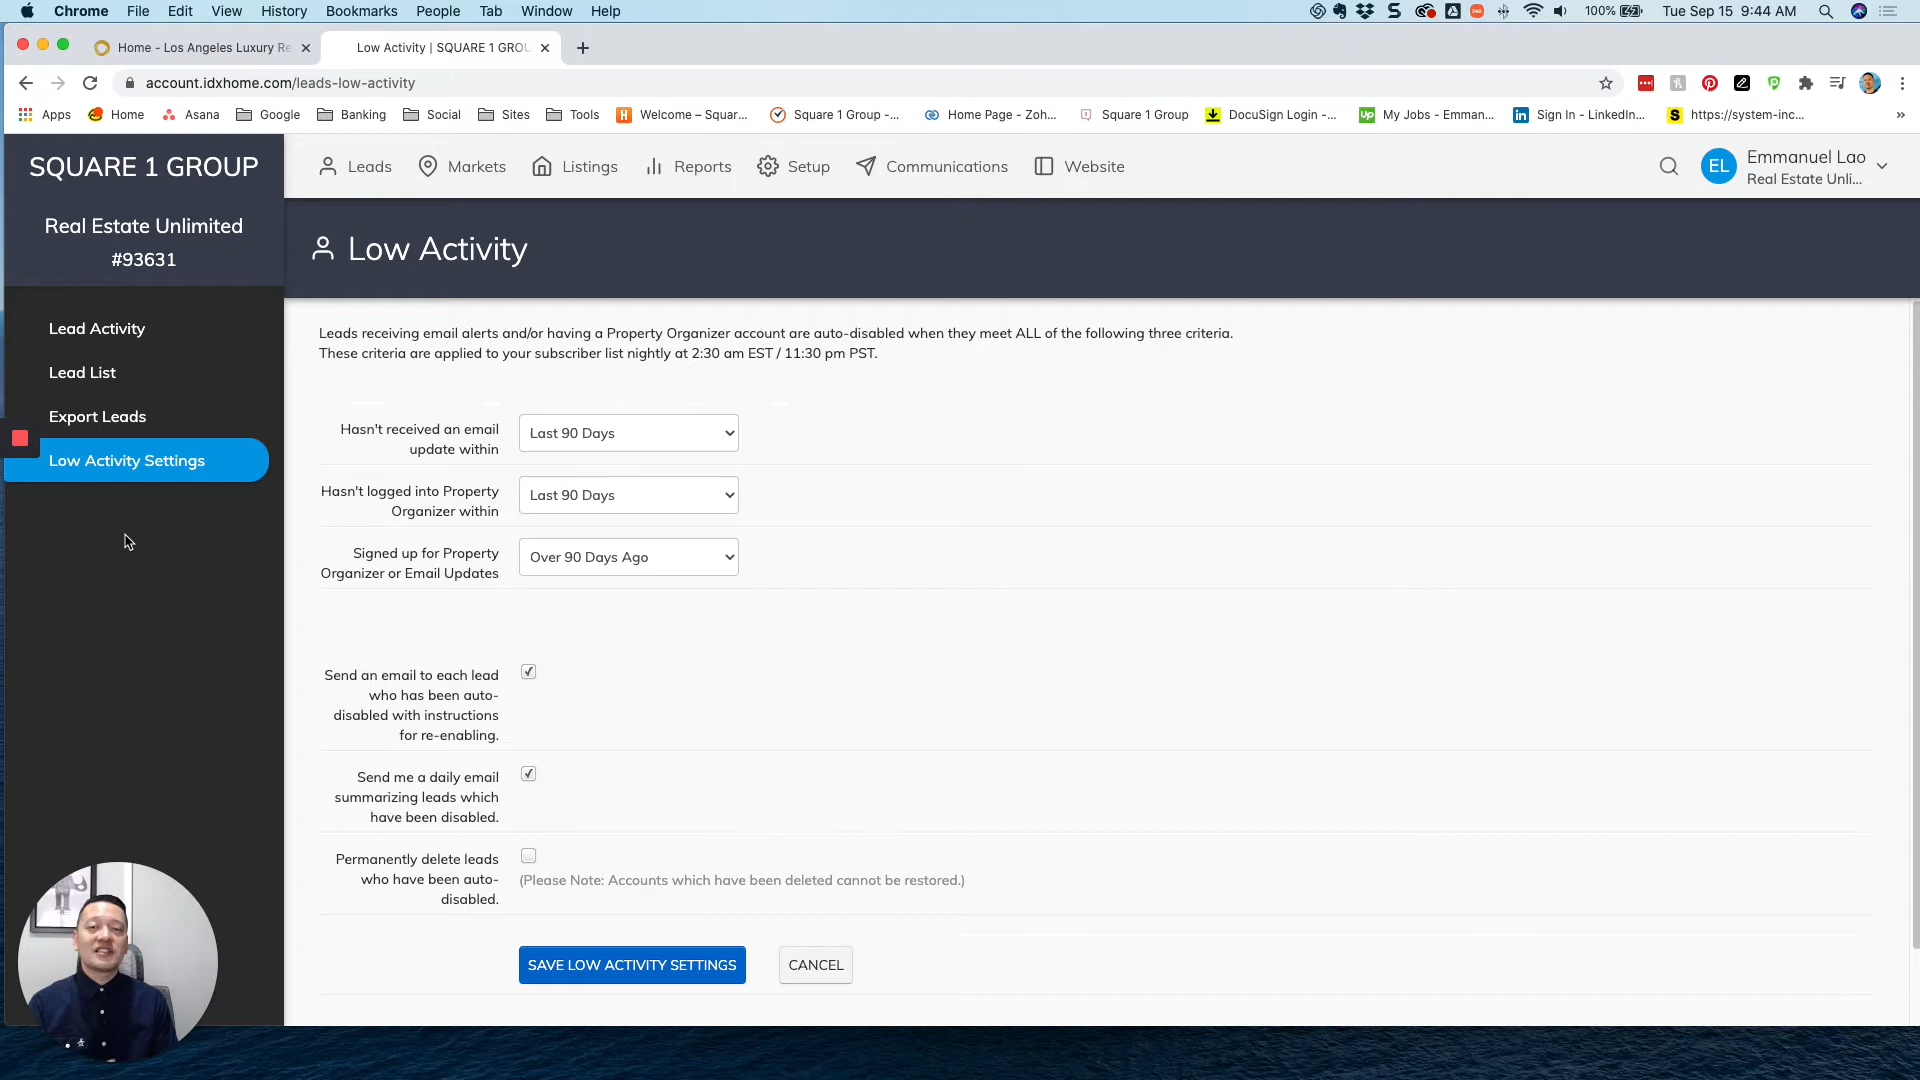 Chrome File Edit View History Bookmarks People Tab Window Help 100% Tue Sep 15 9:44 AM
Home - Los Angeles Luxury Re Low Activity | SQUARE 1 GROU
account.idxhome.com/leads-low-activity
Apps Home Asana Google Banking Social Sites Tools Welcome – Squar... Square 1 Group -... Home Page - Zoh... Square 1 Group DocuSign Login -... My Jobs - Emman... Sign In - LinkedIn... https://system-inc... »
SQUARE 1 GROUP
Leads Markets Listings Reports Setup Communications Website
EL Emmanuel Lao
Real Estate Unli...
Real Estate Unlimited
#93631
Low Activity
Lead Activity
Lead List
Export Leads
Low Activity Settings
Leads receiving email alerts and/or having a Property Organizer account are auto-disabled when they meet ALL of the following three criteria.
These criteria are applied to your subscriber list nightly at 2:30 am EST / 11:30 pm PST.
Hasn't received an email
update within
Last 90 Days
Hasn't logged into Property
Organizer within
Last 90 Days
Signed up for Property
Organizer or Email Updates
Over 90 Days Ago
Send an email to each lead
who has been auto-
disabled with instructions
for re-enabling.
Send me a daily email
summarizing leads which
have been disabled.
Permanently delete leads
who have been auto-
disabled.
(Please Note: Accounts which have been deleted cannot be restored.)
SAVE LOW ACTIVITY SETTINGS CANCEL